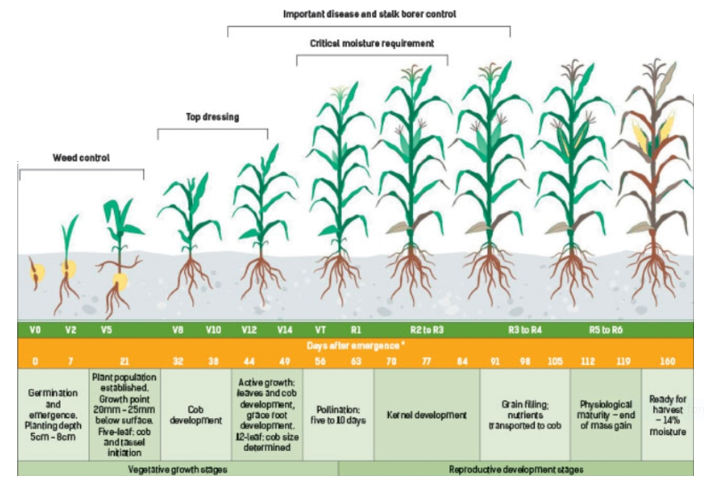 Important disease and stalk borer control
Critical moisture requirement
Top dressing
Weed control
V0 V2 V5 V8 V10 V12 V14 VT R1 R2 to R3 R3 to R4 R5 to R6
Days after emergence*
0 7 21 32 38 44 49 56 63 70 77 84 91 98 105 112 119 160
Germination
and
emergence.
Planting depth
5cm - 8cm
Plant population
established.
Growth point
20mm - 25mm
below surface.
Five-leaf; cob
and tassel
initiation
Cob
development
Active growth;
leaves and cob
development,
grace root
development.
12-leaf; cob size
determined
Pollination;
five to 10 days
Kernel development
Grain filling;
nutrients
transported to cob
Physiological
maturity - end
of mass gain
Ready for
harvest
- 14%
moisture
Vegetative growth stages
Reproductive development stages